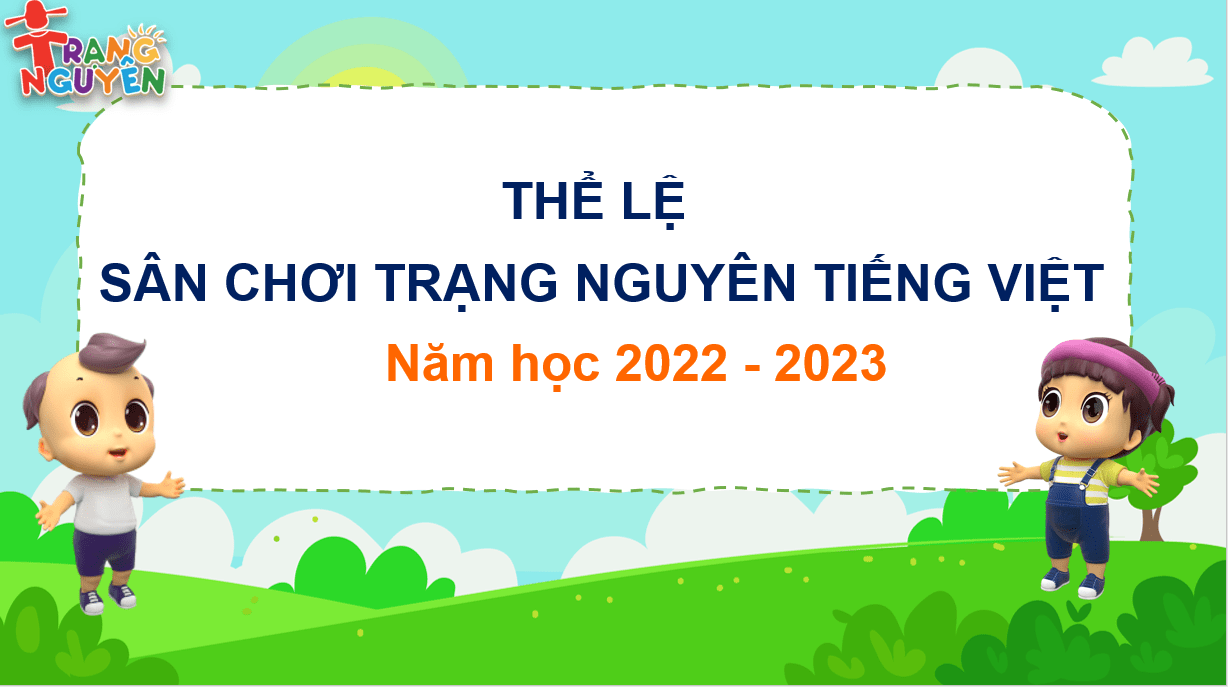 TRẠNG
NGUYÊN
THỂ LỆ
SÂN CHƠI TRẠNG NGUYÊN TIẾNG VIỆT
Năm học 2022 - 2023